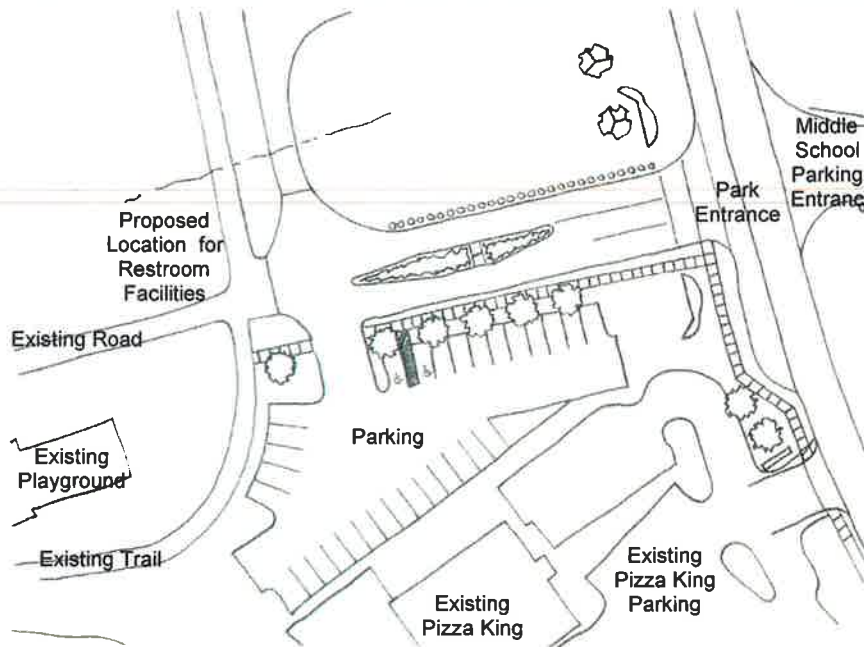 Middle
School
Parking
Entranc
Park
Entrance
Proposed
Location for
Restroom
Facilities
Existing Road
Parking
Existing
Playground
Existing Trail
Existing
Pizza King
Parking
Existing
Pizza King